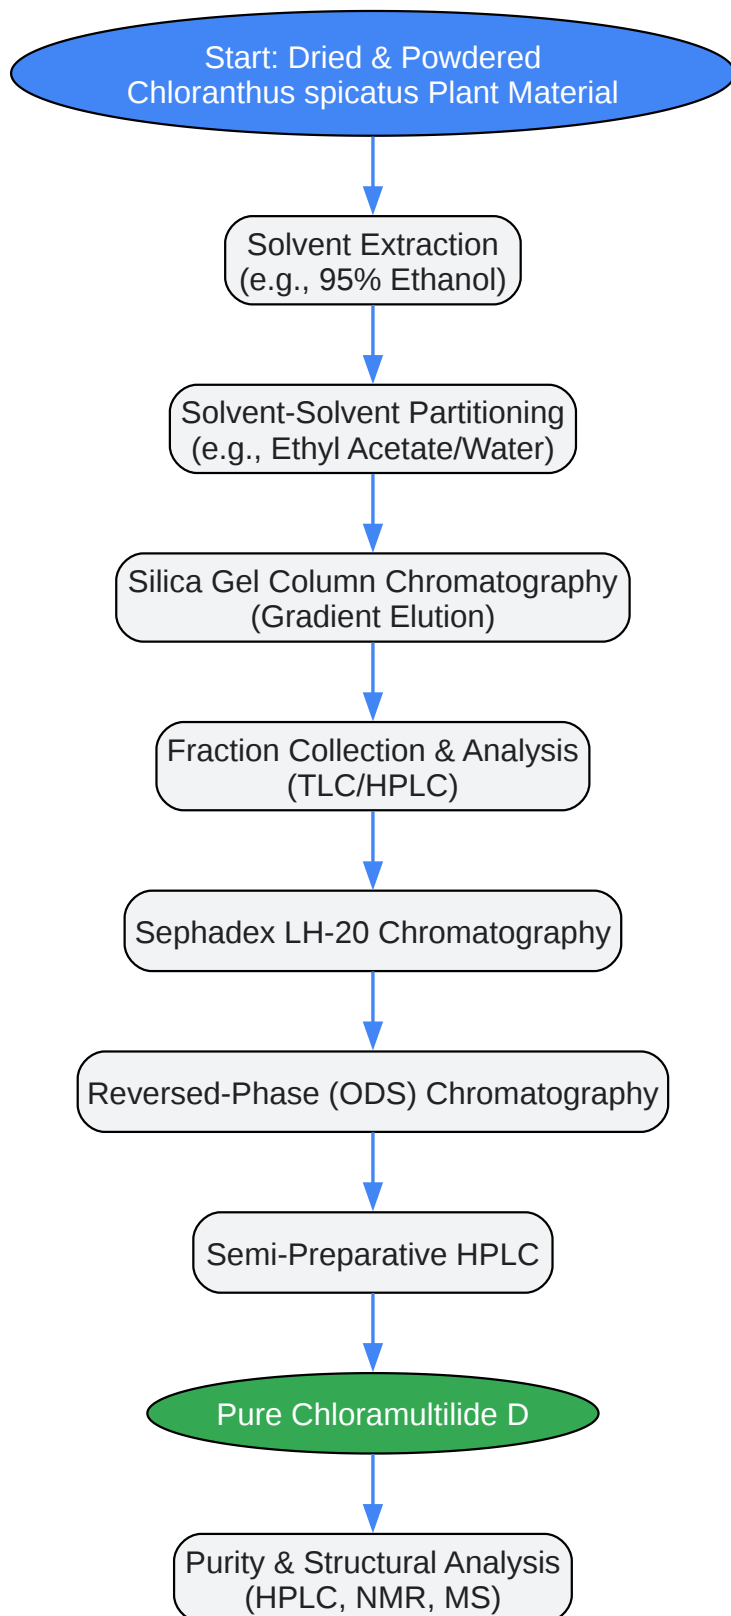 Start: Dried & Powdered
Chloranthus spicatus Plant Material
Solvent Extraction
(e.g., 95% Ethanol)
Solvent-Solvent Partitioning
(e.g., Ethyl Acetate/Water)
Silica Gel Column Chromatography
(Gradient Elution)
Fraction Collection & Analysis
(TLC/HPLC)
Sephadex LH-20 Chromatography
Reversed-Phase (ODS) Chromatography
Semi-Preparative HPLC
Pure Chloramultilide D
Purity & Structural Analysis
(HPLC, NMR, MS)